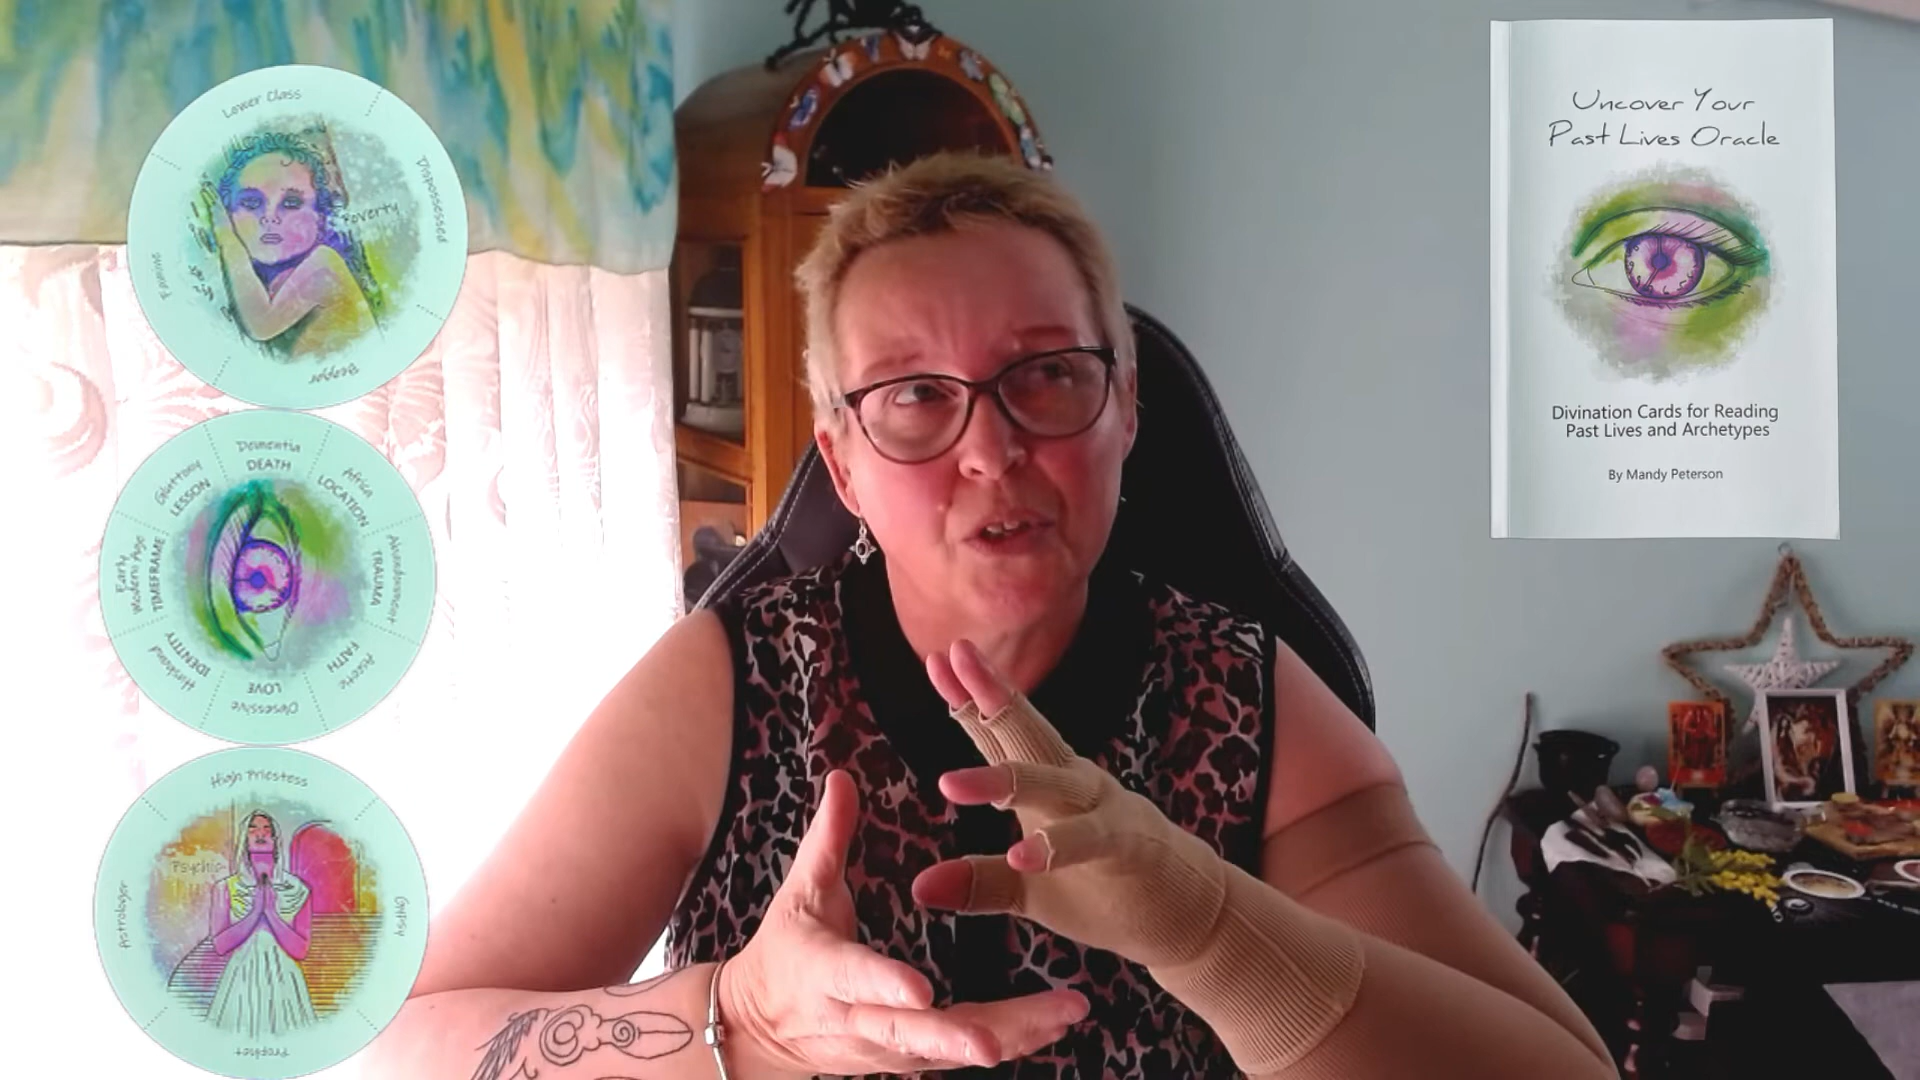 Lower Class
Dispossessed
Poverty
Famine
Beggar
Dementia
DEATH
Africa
LOCATION
Abandonment
TRAUMA
Ascetic
FAITH
Obsessive
LOVE
Husband
IDENTITY
Early
Modern Age
TIMEFRAME
Gluttony
LESSON
High Priestess
Psychic
Astrologer
Gypsy
Prophet
Uncover Your
Past Lives Oracle
Divination Cards for Reading
Past Lives and Archetypes
By Mandy Peterson